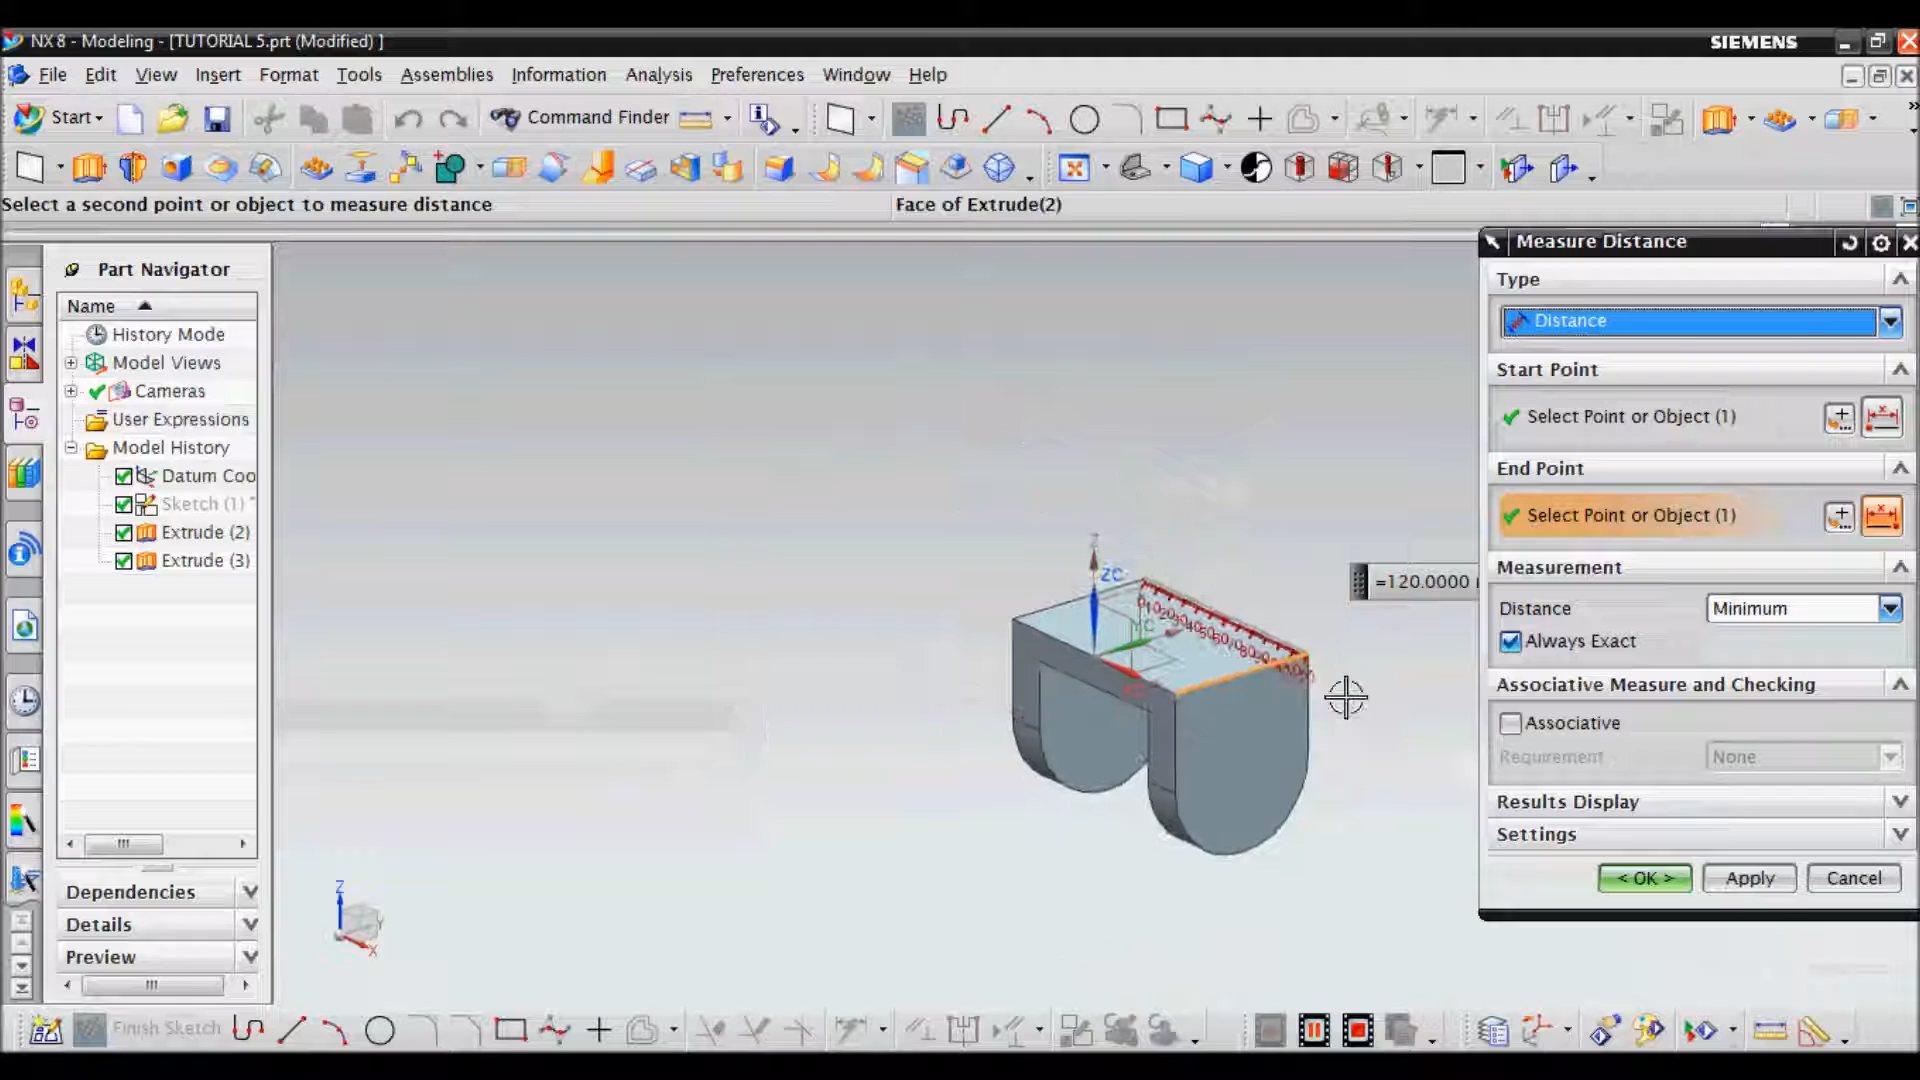 NX 8 - Modeling - [TUTORIAL 5.prt (Modified) ]
SIEMENS
File Edit View Insert Format Tools Assemblies Information Analysis Preferences Window Help
Start
Command Finder
Select a second point or object to measure distance
Face of Extrude(2)
Part Navigator
Name
History Mode
Model Views
Cameras
User Expressions
Model History
Datum Coo
Sketch (1) "
Extrude (2)
Extrude (3)
Dependencies
Details
Preview
Z
ZC
YC
XC
=120.0000
Z
Y
X
Measure Distance
Type
Distance
Start Point
Select Point or Object (1)
End Point
Select Point or Object (1)
Measurement
Distance
Minimum
Always Exact
Associative Measure and Checking
Associative
Requirement
None
Results Display
Settings
< OK >
Apply
Cancel
Finish Sketch